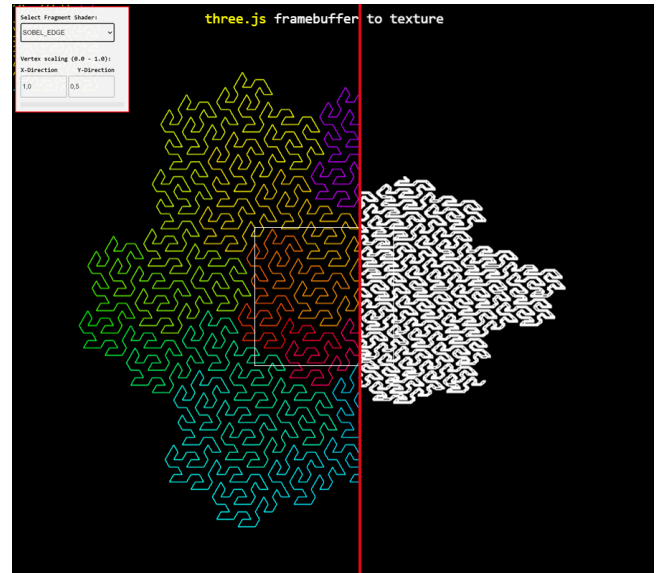 three.js framebuffer to texture
Select Fragment Shader:
SOBEL_EDGE
Vertex scaling (0.0 - 1.0):
X-Direction Y-Direction
1,0 0,5